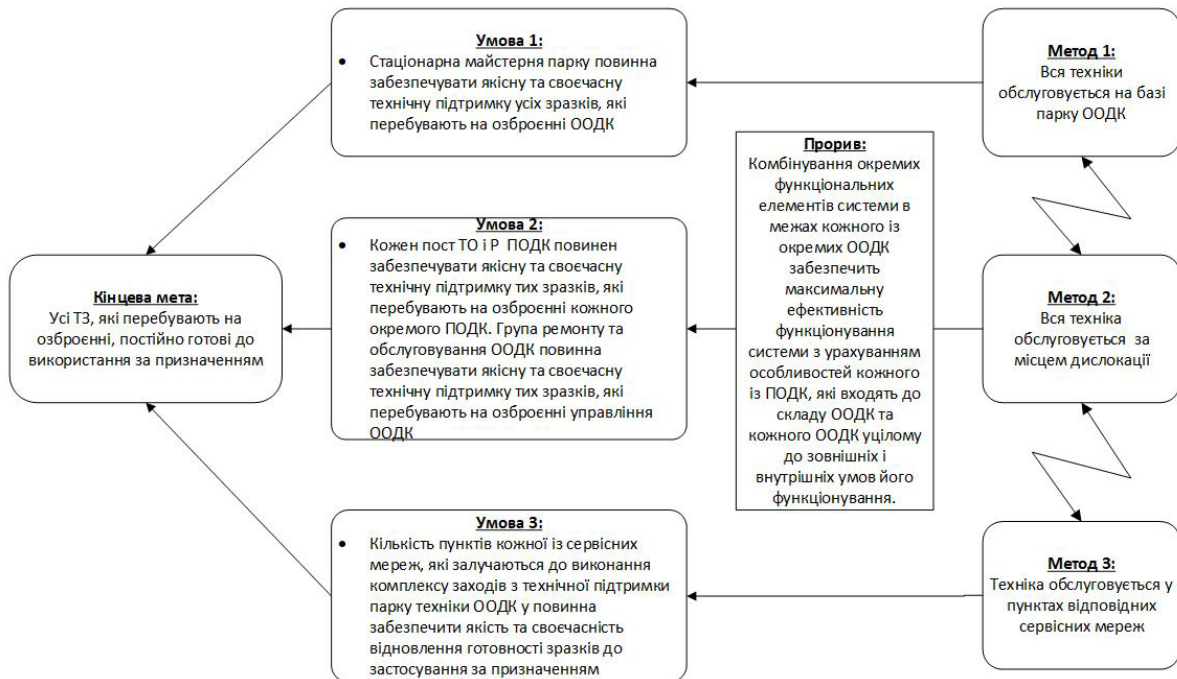 Умова 1:
• Стаціонарна майстерня парку повинна
забезпечувати якісну та своєчасну
технічну підтримку усіх зразків, які
перебувають на озброєнні ООДК
Метод 1:
Вся техніки
обслуговується на базі
парку ООДК
Прорив:
Комбінування окремих
функціональних
елементів системи в
межах кожного із
окремих ООДК
забезпечить
максимальну
ефективність
функціонування
системи з урахуванням
особливостей кожного
із ПОДК, які входять до
складу ООДК та
кожного ООДК уцілому
до зовнішніх і
внутрішніх умов його
функціонування.
Умова 2:
• Кожен пост ТО і Р ПОДК повинен
забезпечувати якісну та своєчасну
технічну підтримку тих зразків, які
перебувають на озброєнні кожного
окремого ПОДК. Група ремонту та
обслуговування ООДК повинна
забезпечувати якісну та своєчасну
технічну підтримку тих зразків, які
перебувають на озброєнні управління
ООДК
Кінцева мета:
Усі ТЗ, які перебувають на
озброєнні, постійно готові до
використання за призначенням
Метод 2:
Вся техніка
обслуговується за
місцем дислокації
Умова 3:
• Кількість пунктів кожної із сервісних
мереж, які залучаються до виконання
комплексу заходів з технічної підтримки
парку техніки ООДК у повинна
забезпечити якість та своєчасність
відновлення готовності зразків до
застосування за призначенням
Метод 3:
Техніка обслуговується у
пунктах відповідних
сервісних мереж